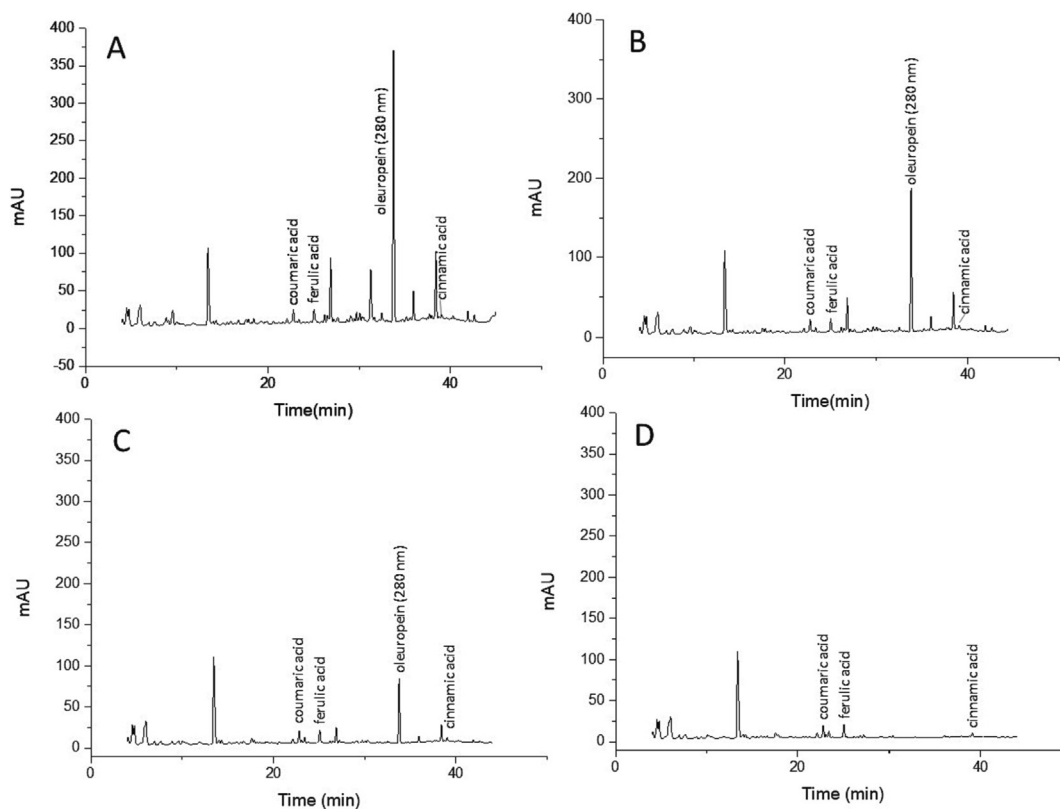 A
400
350
300
250
200
150
100
50
0
-50
mAU
0
20
40
Time(min)
coumaric acid
ferulic acid
oleuropein (280 nm)
cinnamic acid
B
400
300
200
100
0
mAU
0
20
40
Time(min)
coumaric acid
ferulic acid
oleuropein (280 nm)
cinnamic acid
C
400
350
300
250
200
150
100
50
0
mAU
0
20
40
Time (min)
coumaric acid
ferulic acid
oleuropein (280 nm)
cinnamic acid
D
400
350
300
250
200
150
100
50
0
mAU
0
20
40
Time (min)
coumaric acid
ferulic acid
cinnamic acid